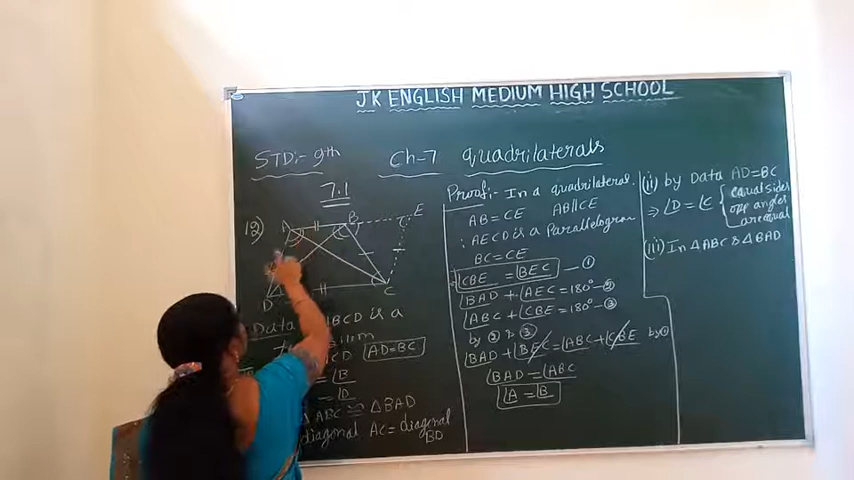 JK ENGLISH MEDIUM HIGH SCHOOL
STD:- 9th Ch-7 quadrilaterals
7.1
12)
A B E
D C
Data ABCD is a
AD=BC
= ∠B
= ∠D
ABC ≅ △BAD
diagonal AC = diagonal
BD
Proof:- In a quadrilateral
AB = CE AB∥CE
∴ AECD is a Parallelogram
BC = CE
∠CBE = ∠BEC —①
∠BAD + ∠AEC = 180° -②
∠ABC + ∠CBE = 180° -③
by ② & ③
∠BAD + ∠BEC = ∠ABC + ∠CBE by①
∠BAD = ∠ABC
∠A = ∠B
(ii) by Data AD=BC
⇒ ∠D = ∠C { equal sides
opp angles
are equal
(iii) In △ABC & △BAD